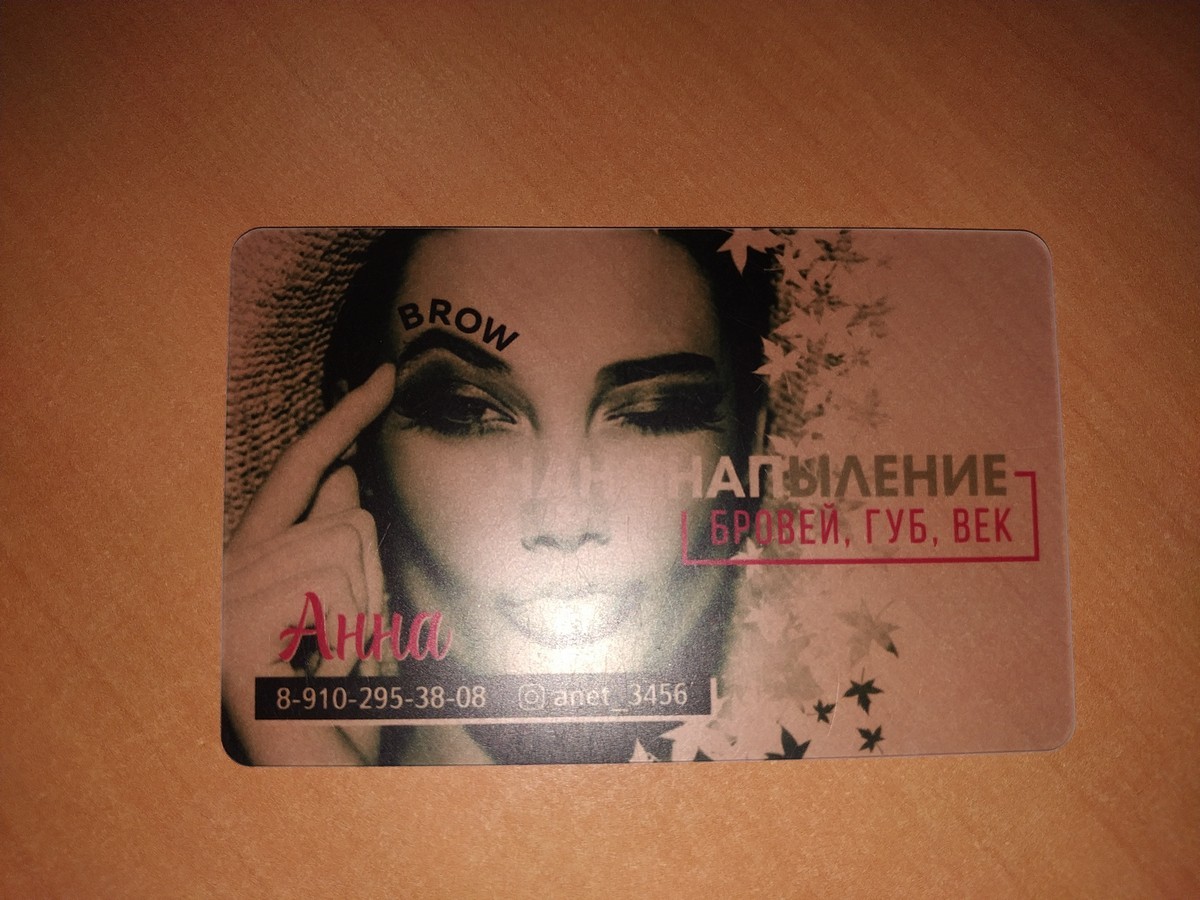 BROW
НАПЫЛЕНИЕ
БРОВЕЙ, ГУБ, ВЕК
Анна
8-910-295-38-08 anet_3456